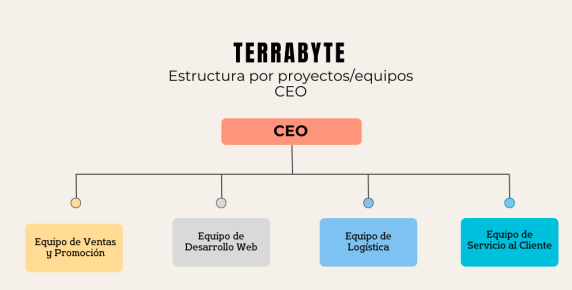 TERRABYTE
Estructura por proyectos/equipos
CEO
CEO
Equipo de Ventas
y Promoción
Equipo de
Desarrollo Web
Equipo de
Logística
Equipo de
Servicio al Cliente